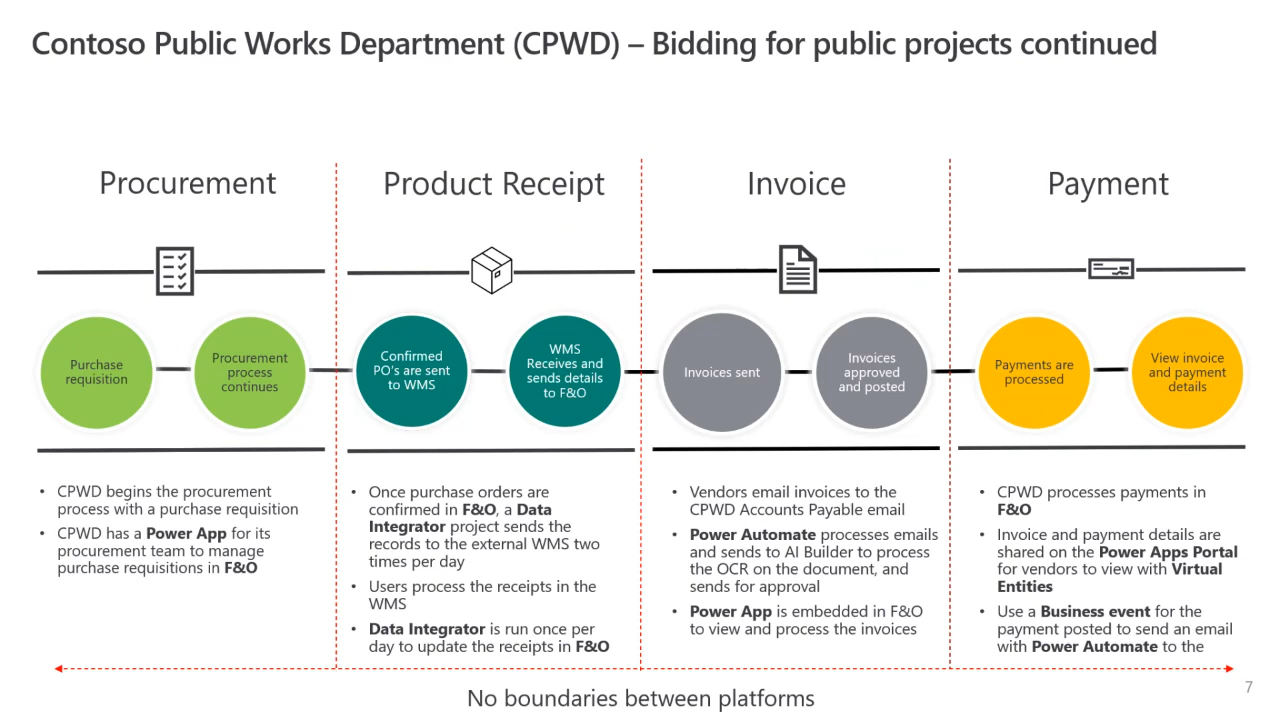 Contoso Public Works Department (CPWD) – Bidding for public projects continued
Procurement
Product Receipt
Invoice
Payment
Purchase
requisition
Procurement
process
continues
Confirmed
PO's are sent
to WMS
WMS
Receives and
sends details
to F&O
Invoices sent
Invoices
approved
and posted
Payments are
processed
View invoice
and payment
details
• CPWD begins the procurement
process with a purchase requisition
• CPWD has a Power App for its
procurement team to manage
purchase requisitions in F&O
• Once purchase orders are
confirmed in F&O, a Data
Integrator project sends the
records to the external WMS two
times per day
• Users process the receipts in the
WMS
• Data Integrator is run once per
day to update the receipts in F&O
• Vendors email invoices to the
CPWD Accounts Payable email
• Power Automate processes emails
and sends to AI Builder to process
the OCR on the document, and
sends for approval
• Power App is embedded in F&O
to view and process the invoices
• CPWD processes payments in
F&O
• Invoice and payment details are
shared on the Power Apps Portal
for vendors to view with Virtual
Entities
• Use a Business event for the
payment posted to send an email
with Power Automate to the
No boundaries between platforms
7